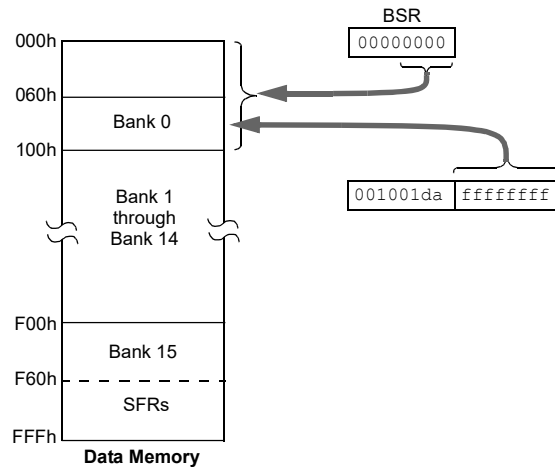 000h
060h
Bank 0
100h
Bank 1
through
Bank 14
F00h
Bank 15
F60h
SFRs
FFFh
Data Memory
BSR
00000000
001001da ffffffff